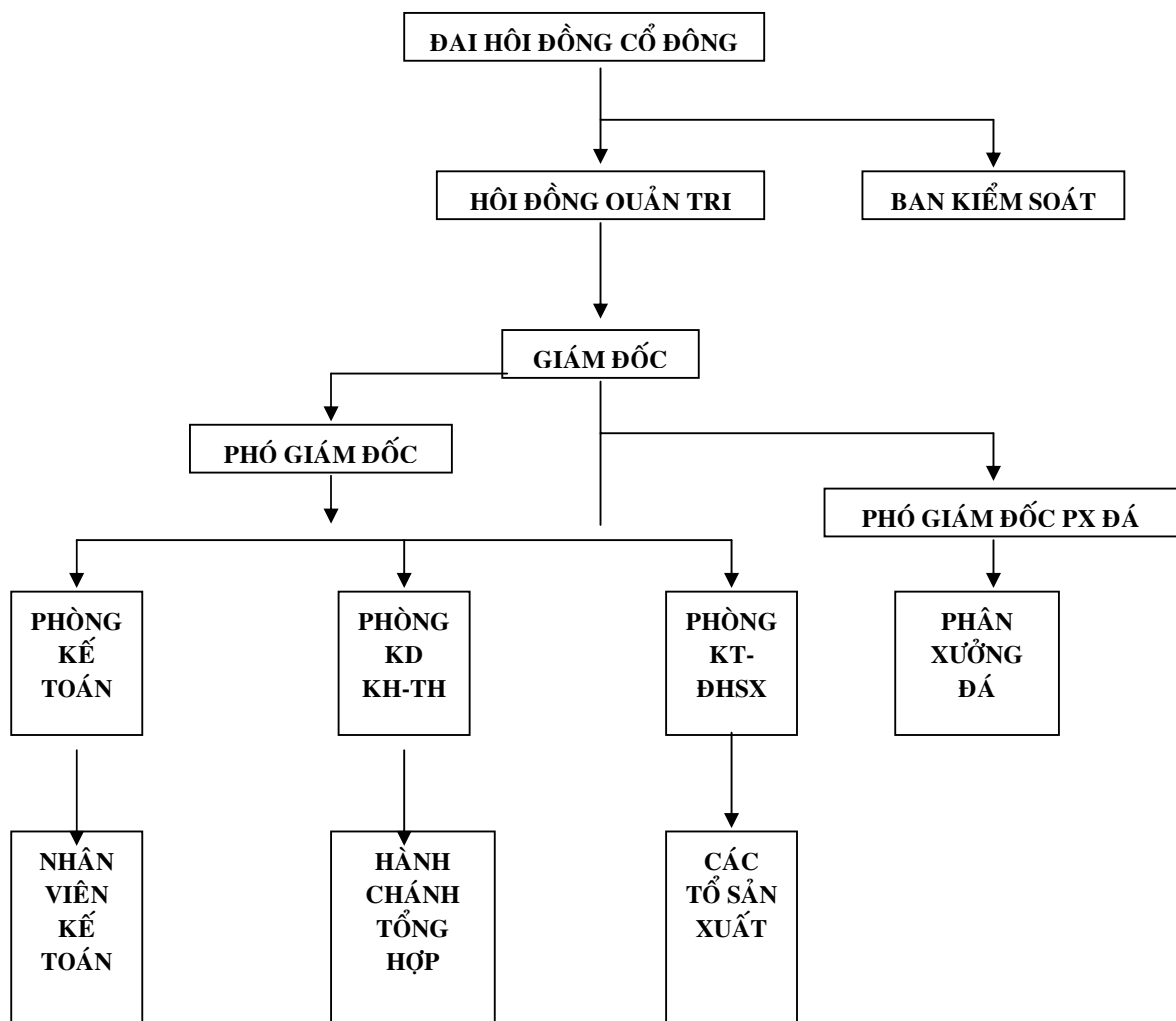 ĐAI HÔI ĐỒNG CỔ ĐÔNG
HÔI ĐỒNG OUẢN TRI
BAN KIỂM SOÁT
GIÁM ĐỐC
PHÓ GIÁM ĐỐC
PHÓ GIÁM ĐỐC PX ĐÁ
PHÒNG
KẾ
TOÁN
PHÒNG
KD
KH-TH
PHÒNG
KT-
ĐHSX
PHÂN
XƯỞNG
ĐÁ
NHÂN
VIÊN
KẾ
TOÁN
HÀNH
CHÁNH
TỔNG
HỢP
CÁC
TỔ SẢN
XUẤT